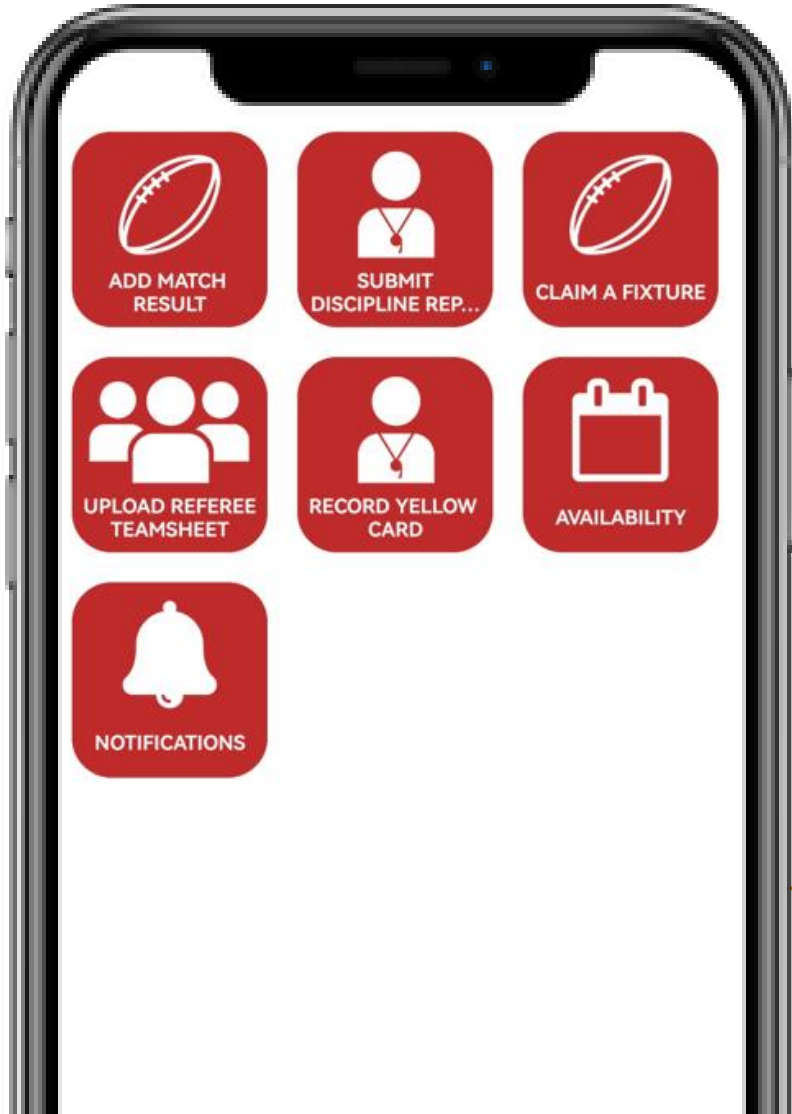 ADD MATCH
RESULT
SUBMIT
DISCIPLINE REP...
CLAIM A FIXTURE
UPLOAD REFEREE
TEAMSHEET
RECORD YELLOW
CARD
AVAILABILITY
NOTIFICATIONS